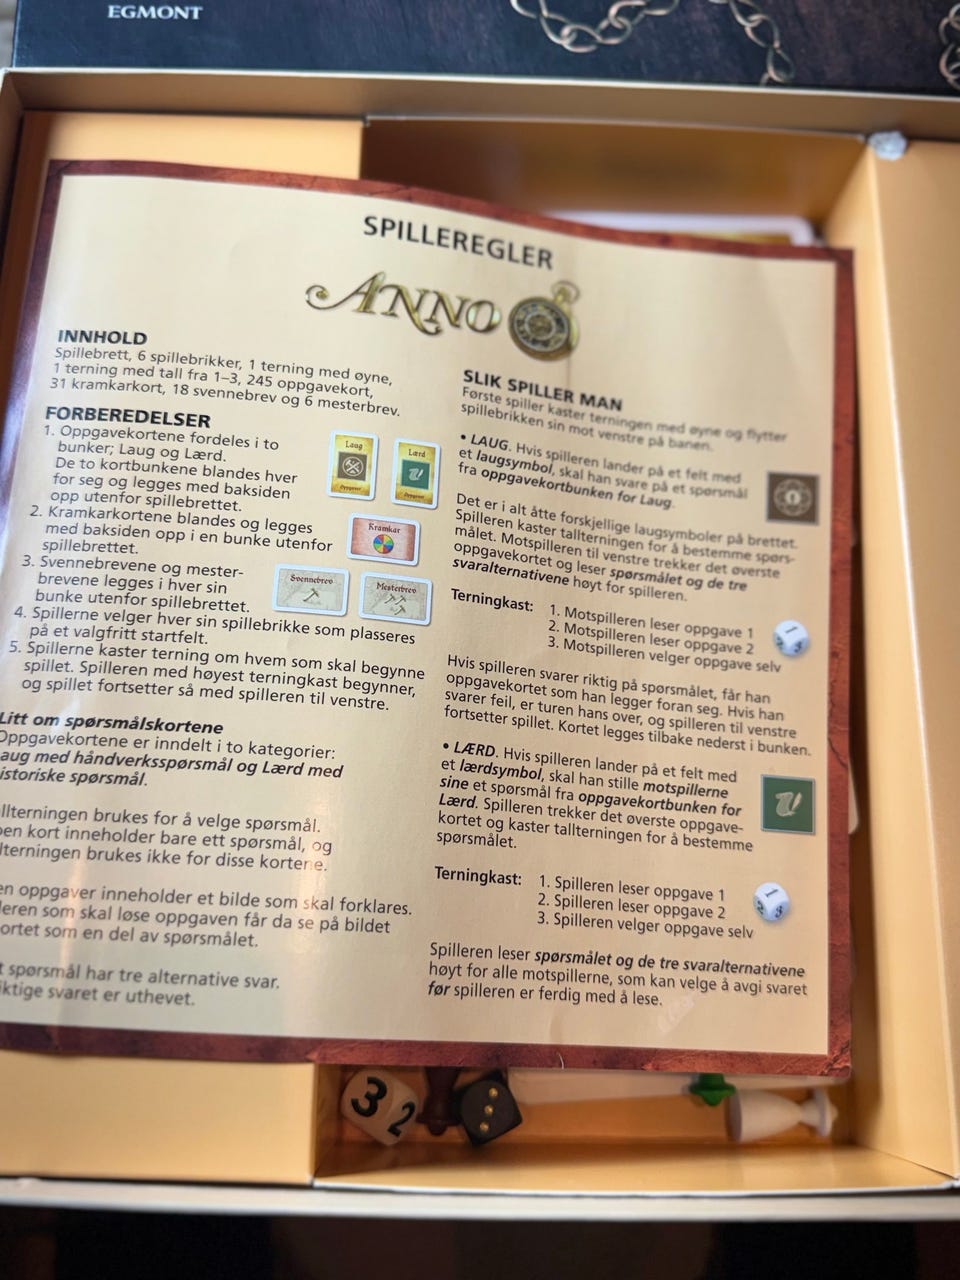 EGMONT
SPILLEREGLER
ANNO
INNHOLD
Spillebrett, 6 spillebrikker, 1 terning med øyne,
1 terning med tall fra 1–3, 245 oppgavekort,
31 kramkarkort, 18 svennebrev og 6 mesterbrev.
FORBEREDELSER
1. Oppgavekortene fordeles i to
bunker; Laug og Lærd.
De to kortbunkene blandes hver
for seg og legges med baksiden
opp utenfor spillebrettet.
Laug
Oppgaver
Lærd
Oppgaver
2. Kramkarkortene blandes og legges
med baksiden opp i en bunke utenfor
spillebrettet.
Kramkar
3. Svennebrevene og mester-
brevene legges i hver sin
bunke utenfor spillebrettet.
Svennebrev
Mesterbrev
4. Spillerne velger hver sin spillebrikke som plasseres
på et valgfritt startfelt.
5. Spillerne kaster terning om hvem som skal begynne
spillet. Spilleren med høyest terningkast begynner,
og spillet fortsetter så med spilleren til venstre.
Litt om spørsmålskortene
Oppgavekortene er inndelt i to kategorier:
aug med håndverksspørsmål og Lærd med
istoriske spørsmål.
llterningen brukes for å velge spørsmål.
en kort inneholder bare ett spørsmål, og
lterningen brukes ikke for disse kortene.
en oppgaver inneholder et bilde som skal forklares.
leren som skal løse oppgaven får da se på bildet
ortet som en del av spørsmålet.
t spørsmål har tre alternative svar.
iktige svaret er uthevet.
SLIK SPILLER MAN
Første spiller kaster terningen med øyne og flytter
spillebrikken sin mot venstre på banen.
• LAUG. Hvis spilleren lander på et felt med
et laugsymbol, skal han svare på et spørsmål
fra oppgavekortbunken for Laug.
Det er i alt åtte forskjellige laugsymboler på brettet.
Spilleren kaster tallterningen for å bestemme spørs-
målet. Motspilleren til venstre trekker det øverste
oppgavekortet og leser spørsmålet og de tre
svaralternativene høyt for spilleren.
Terningkast: 1. Motspilleren leser oppgave 1
2. Motspilleren leser oppgave 2
3. Motspilleren velger oppgave selv
1
2 3
Hvis spilleren svarer riktig på spørsmålet, får han
oppgavekortet som han legger foran seg. Hvis han
svarer feil, er turen hans over, og spilleren til venstre
fortsetter spillet. Kortet legges tilbake nederst i bunken.
• LÆRD. Hvis spilleren lander på et felt med
et lærdsymbol, skal han stille motspillerne
sine et spørsmål fra oppgavekortbunken for
Lærd. Spilleren trekker det øverste oppgave-
kortet og kaster tallterningen for å bestemme
spørsmålet.
Terningkast: 1. Spilleren leser oppgave 1
2. Spilleren leser oppgave 2
3. Spilleren velger oppgave selv
1
2 3
Spilleren leser spørsmålet og de tre svaralternativene
høyt for alle motspillerne, som kan velge å avgi svaret
før spilleren er ferdig med å lese.
3 2